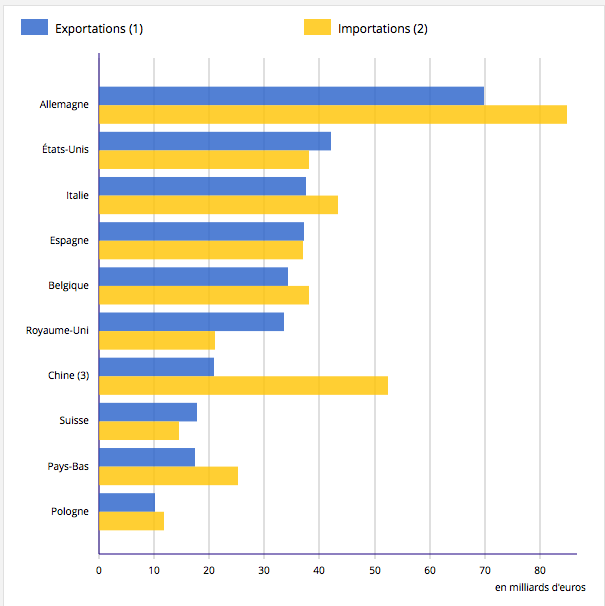 Exportations (1) Importations (2)
Allemagne
États-Unis
Italie
Espagne
Belgique
Royaume-Uni
Chine (3)
Suisse
Pays-Bas
Pologne
0 10 20 30 40 50 60 70 80
en milliards d'euros